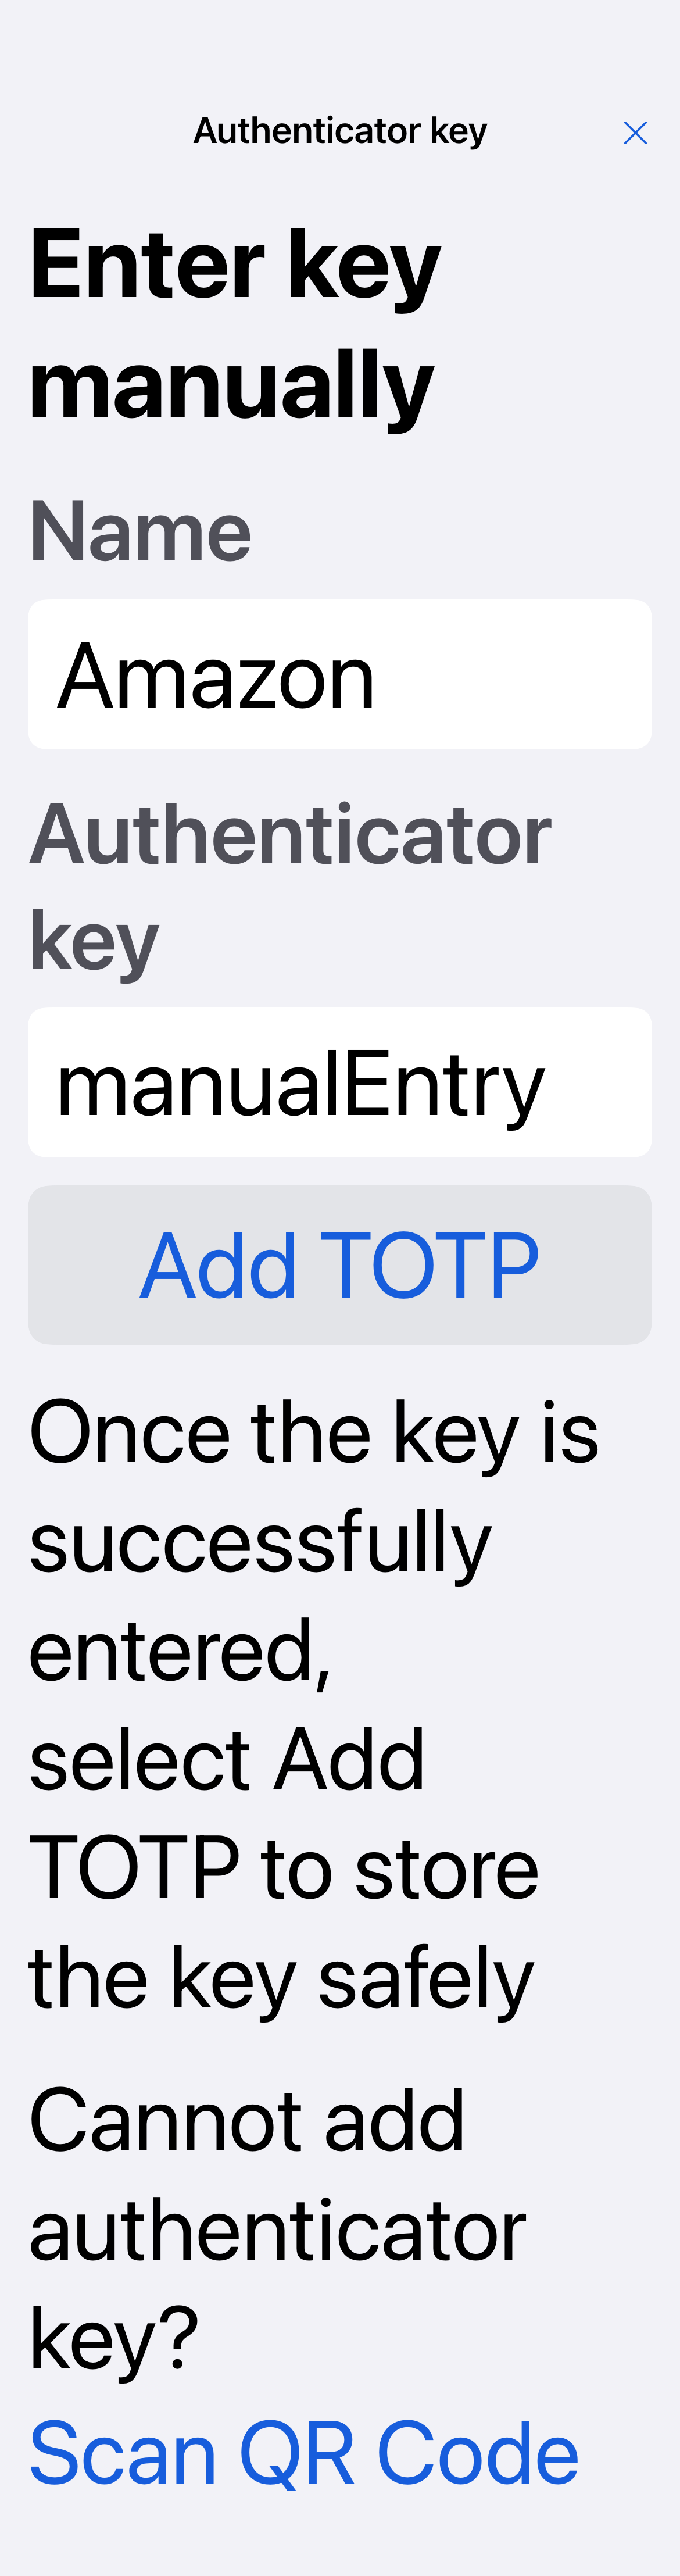 Authenticator key
Enter key
manually
Name
Amazon
Authenticator
key
manualEntry
Add TOTP
Once the key is
successfully
entered,
select Add
TOTP to store
the key safely
Cannot add
authenticator
key?
Scan QR Code